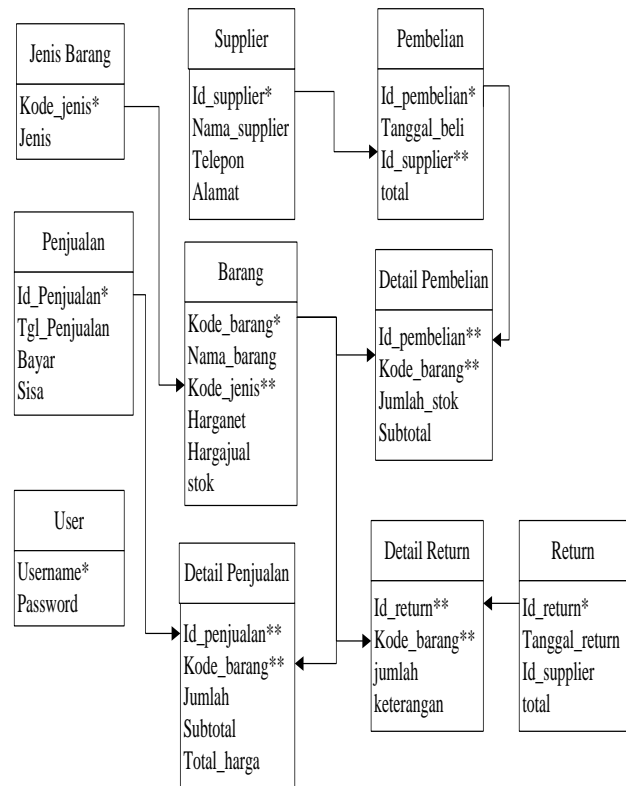 Jenis Barang
Kode_jenis*
Jenis
Supplier
Id_supplier*
Nama_supplier
Telepon
Alamat
Pembelian
Id_pembelian*
Tanggal_beli
Id_supplier**
total
Penjualan
Id_Penjualan*
Tgl_Penjualan
Bayar
Sisa
Barang
Kode_barang*
Nama_barang
Kode_jenis**
Harganet
Hargajual
stok
Detail Pembelian
Id_pembelian**
Kode_barang**
Jumlah_stok
Subtotal
User
Username*
Password
Detail Penjualan
Id_penjualan**
Kode_barang**
Jumlah
Subtotal
Total_harga
Detail Return
Id_return**
Kode_barang**
jumlah
keterangan
Return
Id_return*
Tanggal_return
Id_supplier
total